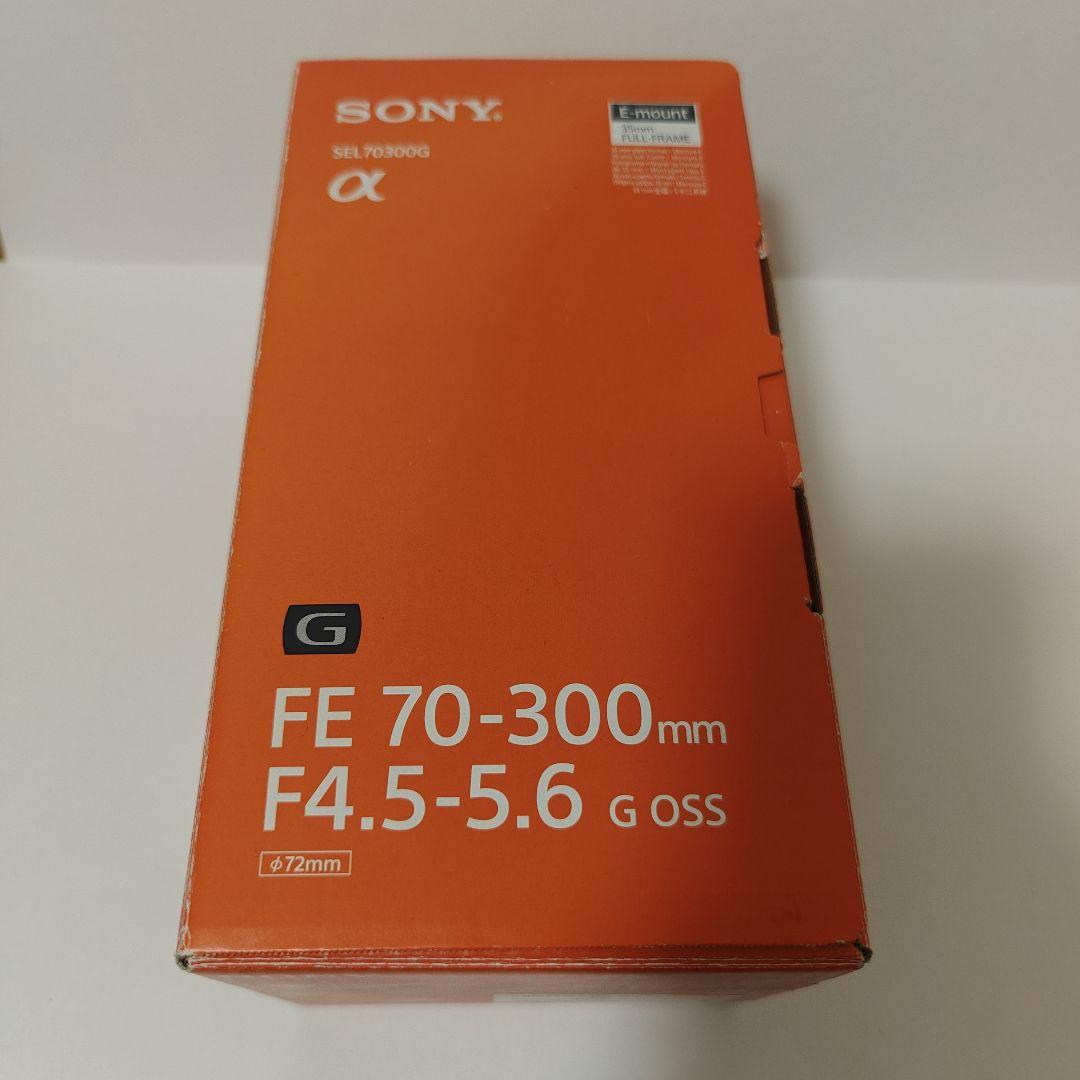 SONY®
SEL70300G
α
E-mount
35mm
FULL-FRAME
G
FE 70-300mm
F4.5-5.6 G OSS
ϕ72mm